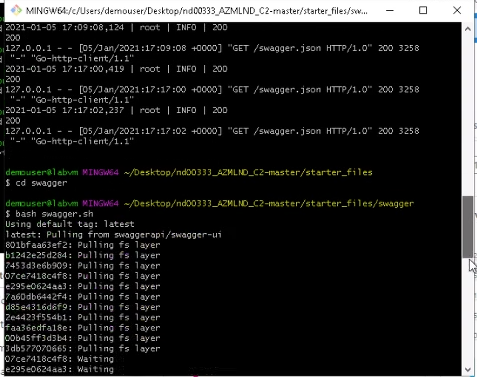 MINGW64:/c/Users/demouser/Desktop/nd00333_AZMLND_C2-master/starter_files/sw...
2021-01-05 17:09:08,124 | root | INFO | 200
200
127.0.0.1 - - [05/Jan/2021:17:09:08 +0000] "GET /swagger.json HTTP/1.0" 200 3258
"-" "Go-http-client/1.1"
2021-01-05 17:17:00,419 | root | INFO | 200
200
127.0.0.1 - - [05/Jan/2021:17:17:00 +0000] "GET /swagger.json HTTP/1.0" 200 3258
"-" "Go-http-client/1.1"
2021-01-05 17:17:02,237 | root | INFO | 200
200
127.0.0.1 - - [05/Jan/2021:17:17:02 +0000] "GET /swagger.json HTTP/1.0" 200 3258
"-" "Go-http-client/1.1"
demouser@labvm MINGW64 ~/Desktop/nd00333_AZMLND_C2-master/starter_files
$ cd swagger
demouser@labvm MINGW64 ~/Desktop/nd00333_AZMLND_C2-master/starter_files/swagger
$ bash swagger.sh
Using default tag: latest
latest: Pulling from swaggerapi/swagger-ui
801bfaa63ef2: Pulling fs layer
b1242e25d284: Pulling fs layer
7453d3e6b909: Pulling fs layer
07ce7418c4f8: Pulling fs layer
e295e0624aa3: Pulling fs layer
7a60db6442f4: Pulling fs layer
d85e4316d6f9: Pulling fs layer
2e4423f554b1: Pulling fs layer
faa36edfa18e: Pulling fs layer
00b45ff3d3b4: Pulling fs layer
3db577070665: Pulling fs layer
07ce7418c4f8: Waiting
e295e0624aa3: Waiting